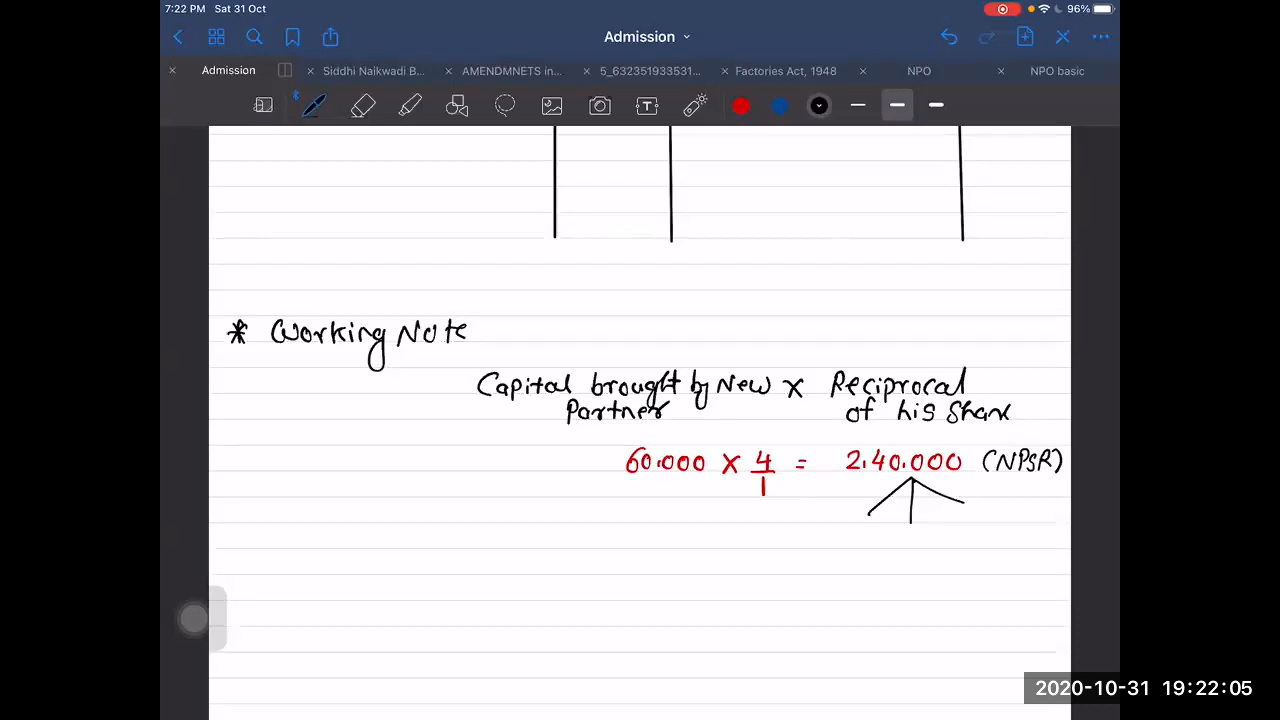 7:22 PM Sat 31 Oct
96%
Admission
Admission
Siddhi Naikwadi B...
AMENDMNETS in...
5_632351933531...
Factories Act, 1948
NPO
NPO basic
* Working Note
Capital brought by New × Reciprocal
Partner of his Share
60.000 × 4/1 = 2.40.000 (NPSR)
2020-10-31 19:22:05